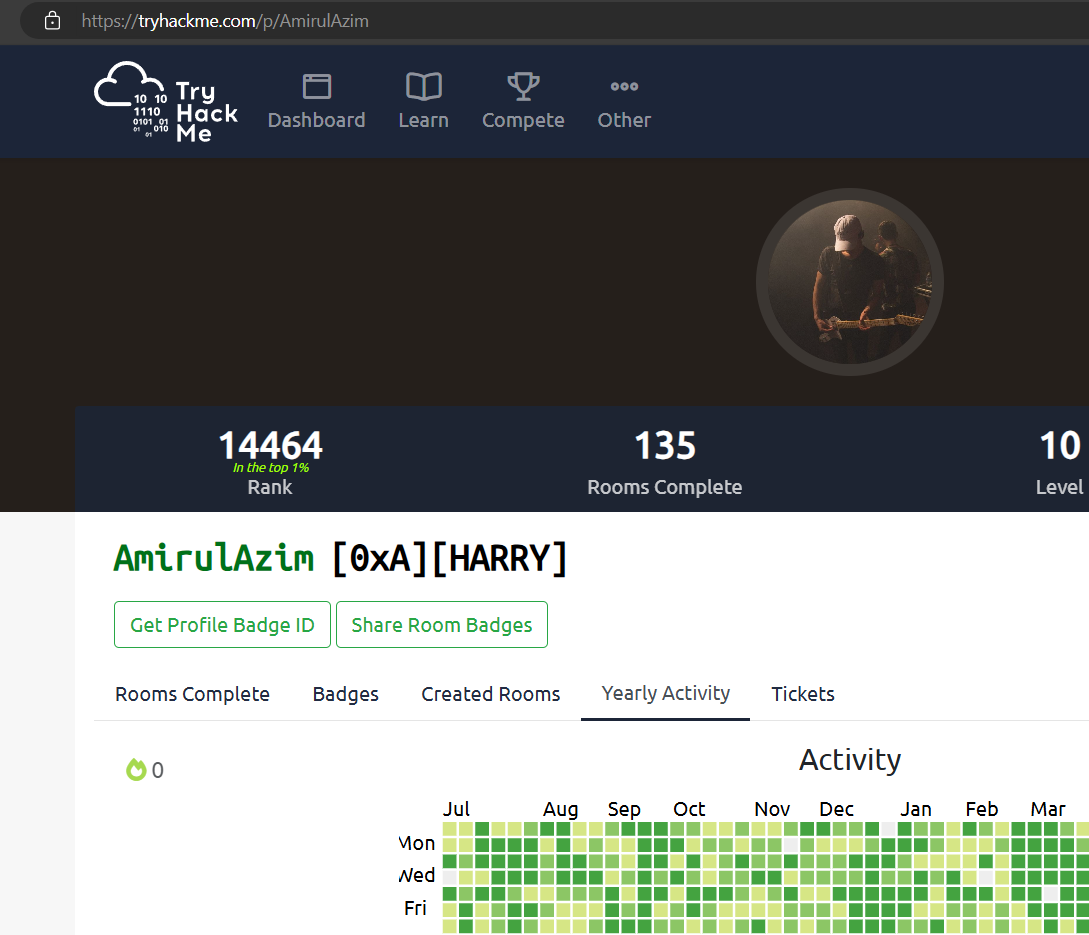 https://tryhackme.com/p/AmirulAzim
10 10
1110
0101 01
01 010
01
Try
Hack
Me
Dashboard
Learn
Compete
Other
14464
In the top 1%
Rank
135
Rooms Complete
10
Level
AmirulAzim [0xA][HARRY]
Get Profile Badge ID
Share Room Badges
Rooms Complete
Badges
Created Rooms
Yearly Activity
Tickets
0
Activity
Jul Aug Sep Oct Nov Dec Jan Feb Mar
Mon
Wed
Fri